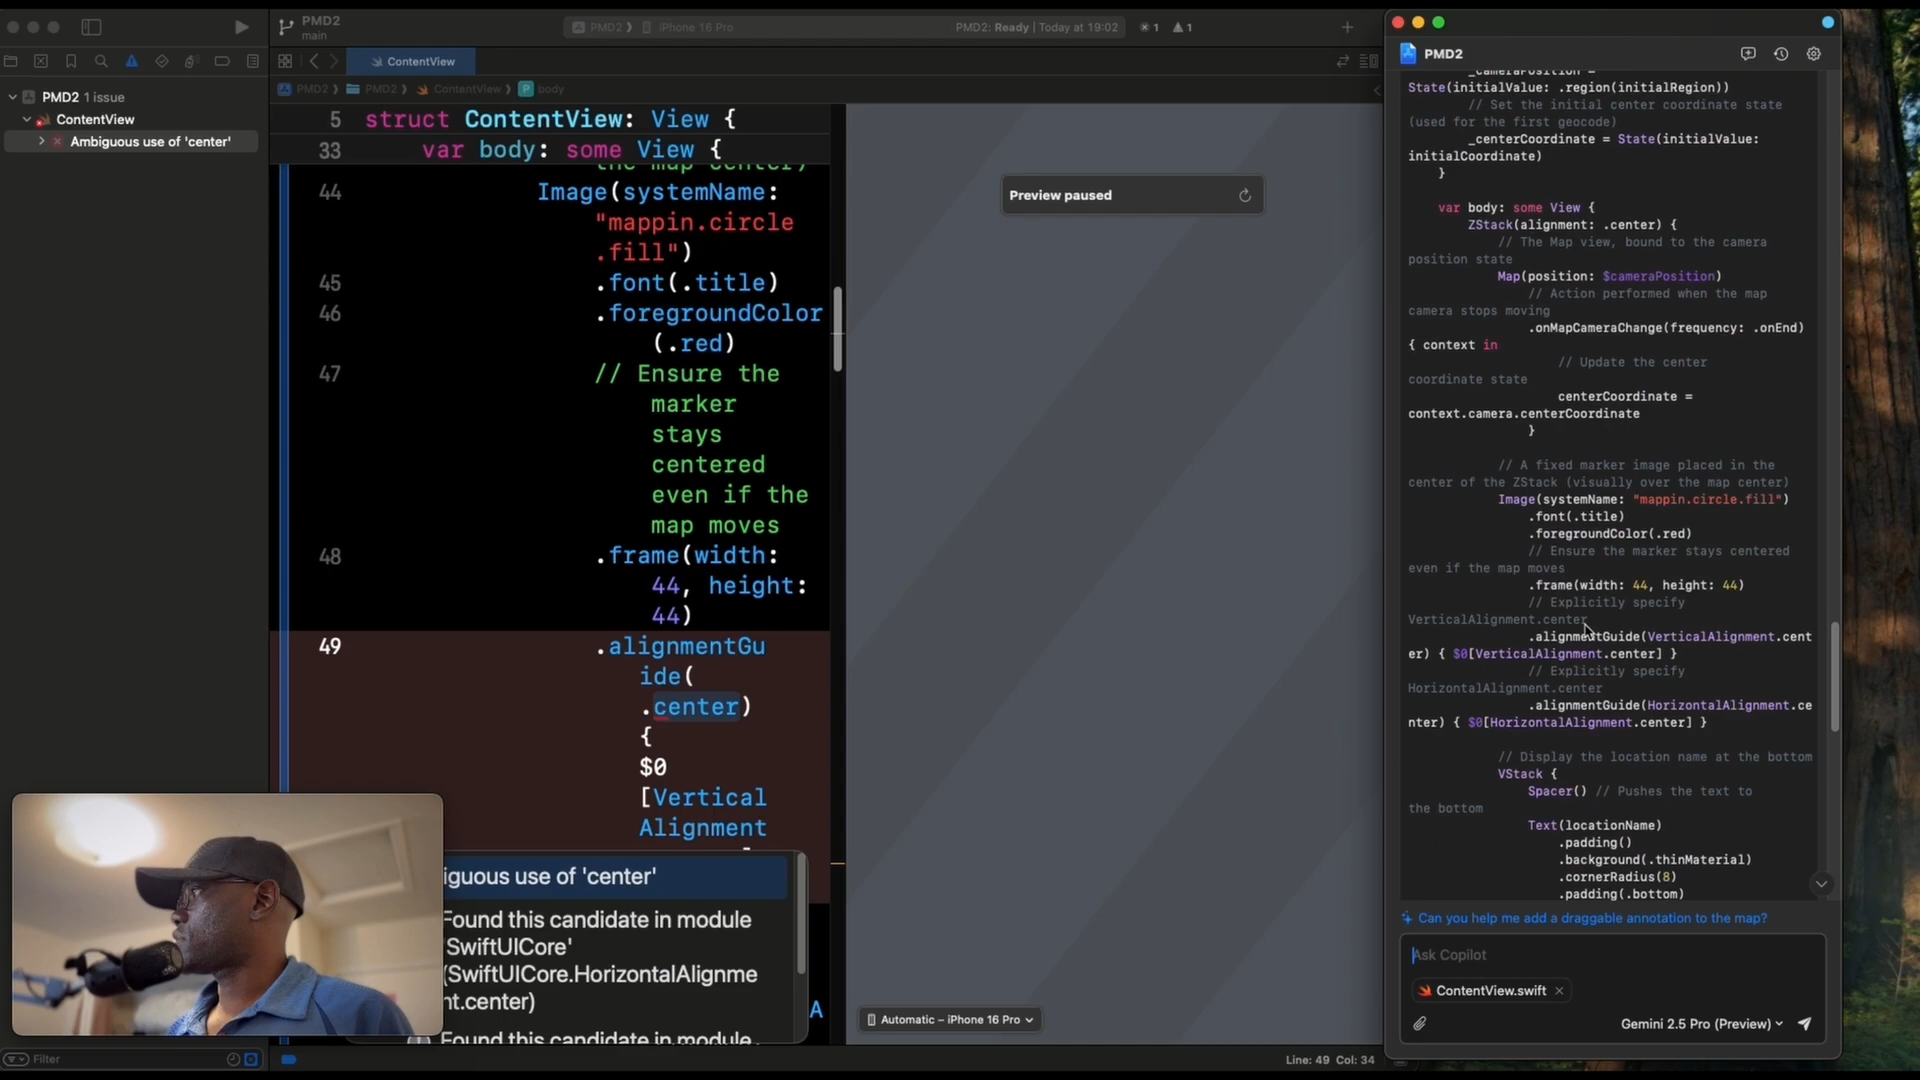 PMD2
main
PMD2
iPhone 16 Pro
PMD2: Ready | Today at 19:02
1
1
ContentView
PMD2
PMD2
ContentView
P
body
PMD2 1 issue
ContentView
Ambiguous use of 'center'
5 struct ContentView: View {
33 var body: some View {
the map center)
44 Image(systemName:
"mappin.circle
.fill")
45 .font(.title)
46 .foregroundColor
(.red)
47 // Ensure the
marker
stays
centered
even if the
map moves
48 .frame(width:
44, height:
44)
49 .alignmentGu
ide(
.center)
{
$0
[Vertical
Alignment
iguous use of 'center'
Found this candidate in module
'SwiftUICore'
(SwiftUICore.HorizontalAlignme
nt.center)
Found this candidate in module
A
Filter
Preview paused
Automatic – iPhone 16 Pro
Line: 49 Col: 34
PMD2
_cameraPosition =
State(initialValue: .region(initialRegion))
// Set the initial center coordinate state
(used for the first geocode)
_centerCoordinate = State(initialValue:
initialCoordinate)
}
var body: some View {
ZStack(alignment: .center) {
// The Map view, bound to the camera
position state
Map(position: $cameraPosition)
// Action performed when the map
camera stops moving
.onMapCameraChange(frequency: .onEnd)
{ context in
// Update the center
coordinate state
centerCoordinate =
context.camera.centerCoordinate
}
// A fixed marker image placed in the
center of the ZStack (visually over the map center)
Image(systemName: "mappin.circle.fill")
.font(.title)
.foregroundColor(.red)
// Ensure the marker stays centered
even if the map moves
.frame(width: 44, height: 44)
// Explicitly specify
VerticalAlignment.center
.alignmentGuide(VerticalAlignment.cent
er) { $0[VerticalAlignment.center] }
// Explicitly specify
HorizontalAlignment.center
.alignmentGuide(HorizontalAlignment.ce
nter) { $0[HorizontalAlignment.center] }
// Display the location name at the bottom
VStack {
Spacer() // Pushes the text to
the bottom
Text(locationName)
.padding()
.background(.thinMaterial)
.cornerRadius(8)
.padding(.bottom)
Can you help me add a draggable annotation to the map?
Ask Copilot
ContentView.swift
Gemini 2.5 Pro (Preview)